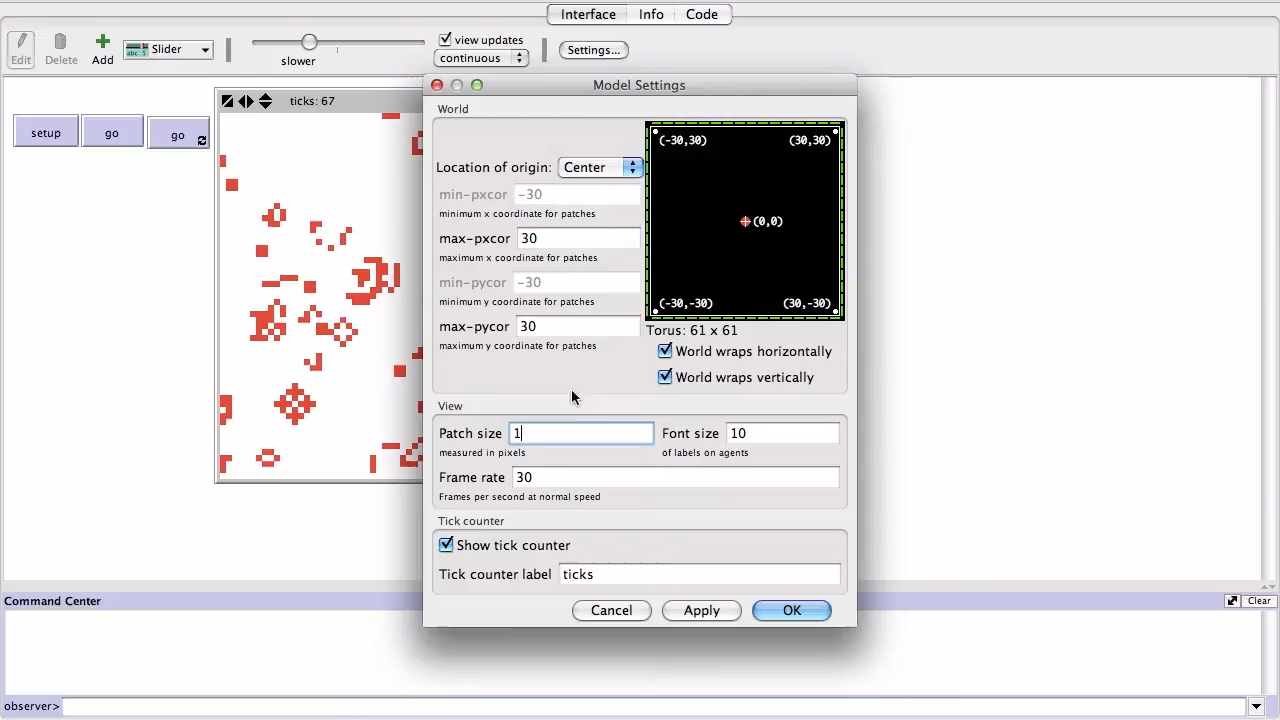 Interface Info Code
Edit Delete Add abc 5 Slider slower view updates continuous Settings...
Model Settings
ticks: 67
World
setup go go
(-30,30) (30,30)
Location of origin: Center
min-pxcor -30
minimum x coordinate for patches
(0,0)
max-pxcor 30
maximum x coordinate for patches
min-pycor -30
minimum y coordinate for patches
(-30,-30) (30,-30)
max-pycor 30
Torus: 61 x 61
maximum y coordinate for patches
World wraps horizontally
World wraps vertically
View
Patch size 1 Font size 10
measured in pixels of labels on agents
Frame rate 30
Frames per second at normal speed
Tick counter
Show tick counter
Tick counter label ticks
Cancel Apply OK
Command Center Clear
observer>